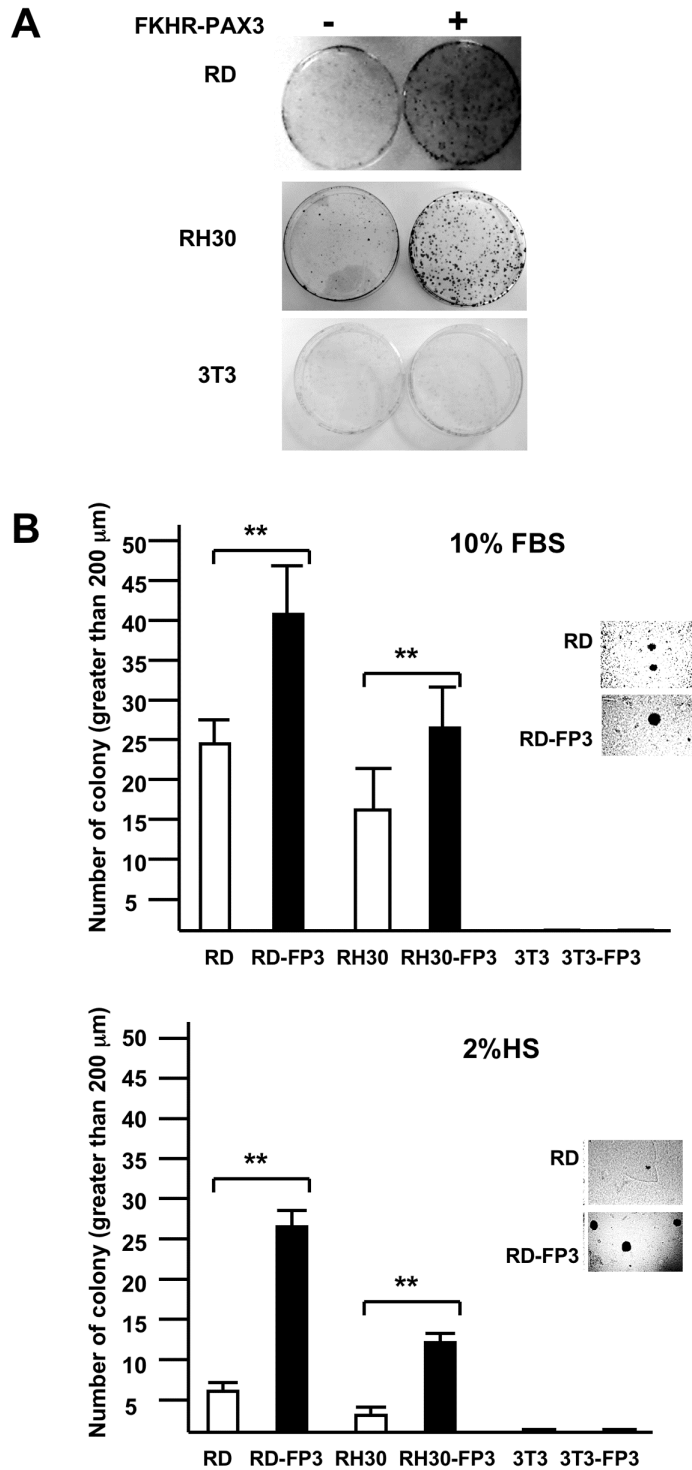 A
FKHR-PAX3 - +
RD
RH30
3T3
B
Number of colony (greater than 200 μm)
50
45
40
35
30
25
20
15
10
5
**
**
10% FBS
RD
RD-FP3
RD RD-FP3 RH30 RH30-FP3 3T3 3T3-FP3
Number of colony (greater than 200 μm)
50
45
40
35
30
25
20
15
10
5
**
**
2%HS
RD
RD-FP3
RD RD-FP3 RH30 RH30-FP3 3T3 3T3-FP3